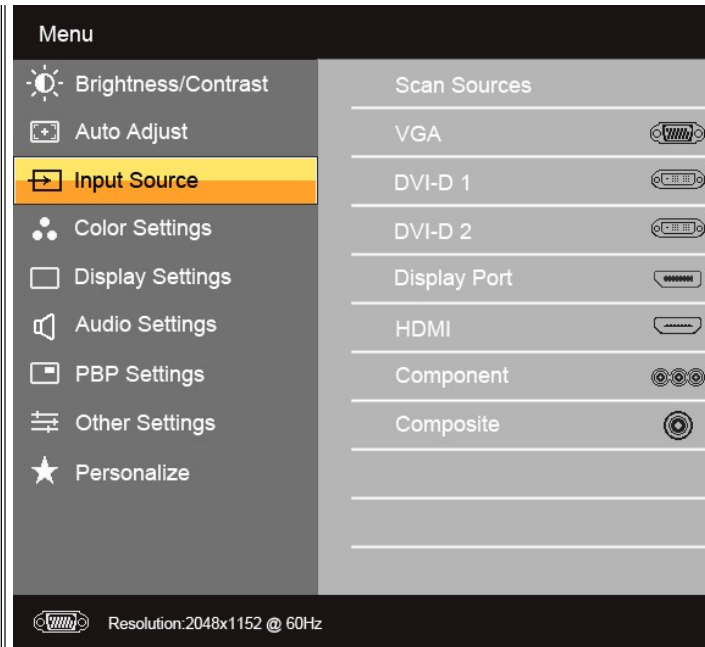 Menu
Brightness/Contrast
Auto Adjust
Input Source
Color Settings
Display Settings
Audio Settings
PBP Settings
Other Settings
Personalize
Scan Sources
VGA
DVI-D 1
DVI-D 2
Display Port
HDMI
Component
Composite
Resolution:2048x1152 @ 60Hz